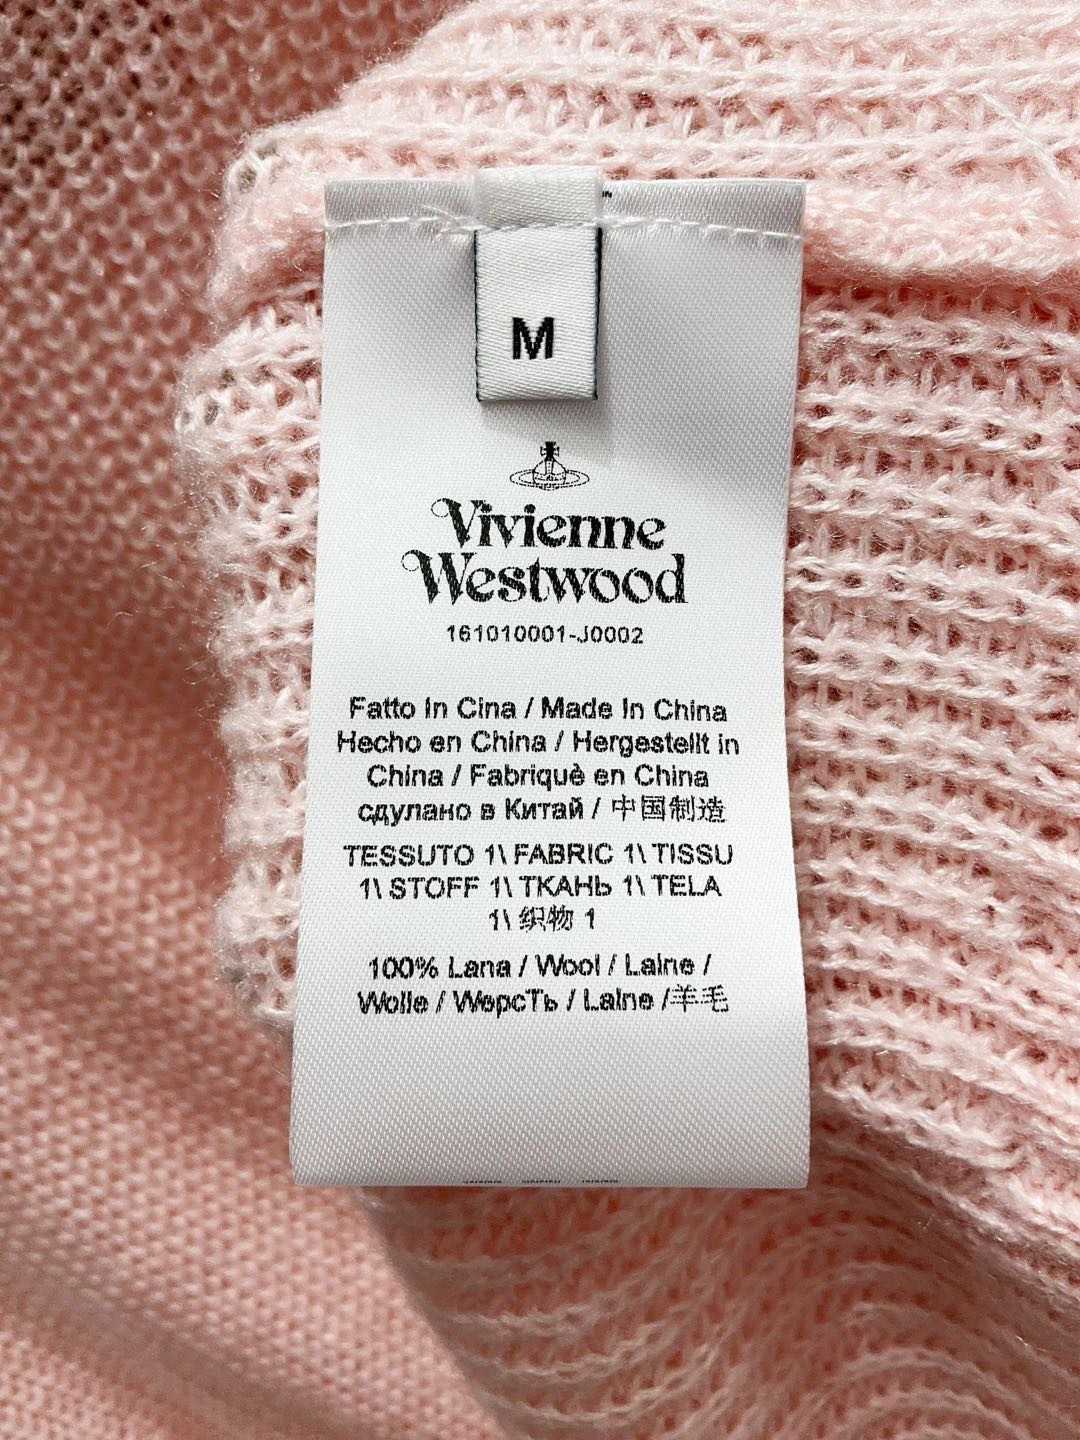 M
Vivienne
Westwood
161010001-J0002
Fatto In Cina / Made In China
Hecho en China / Hergestellt in
China / Fabriquè en China
сдулано в Китай / 中国制造
TESSUTO 1\ FABRIC 1\ TISSU
1\ STOFF 1\ ТКАНЬ 1\ TELA
1\ 织物 1
100% Lana / Wool / Laine /
Wolle / WepcTь / Laine /羊毛